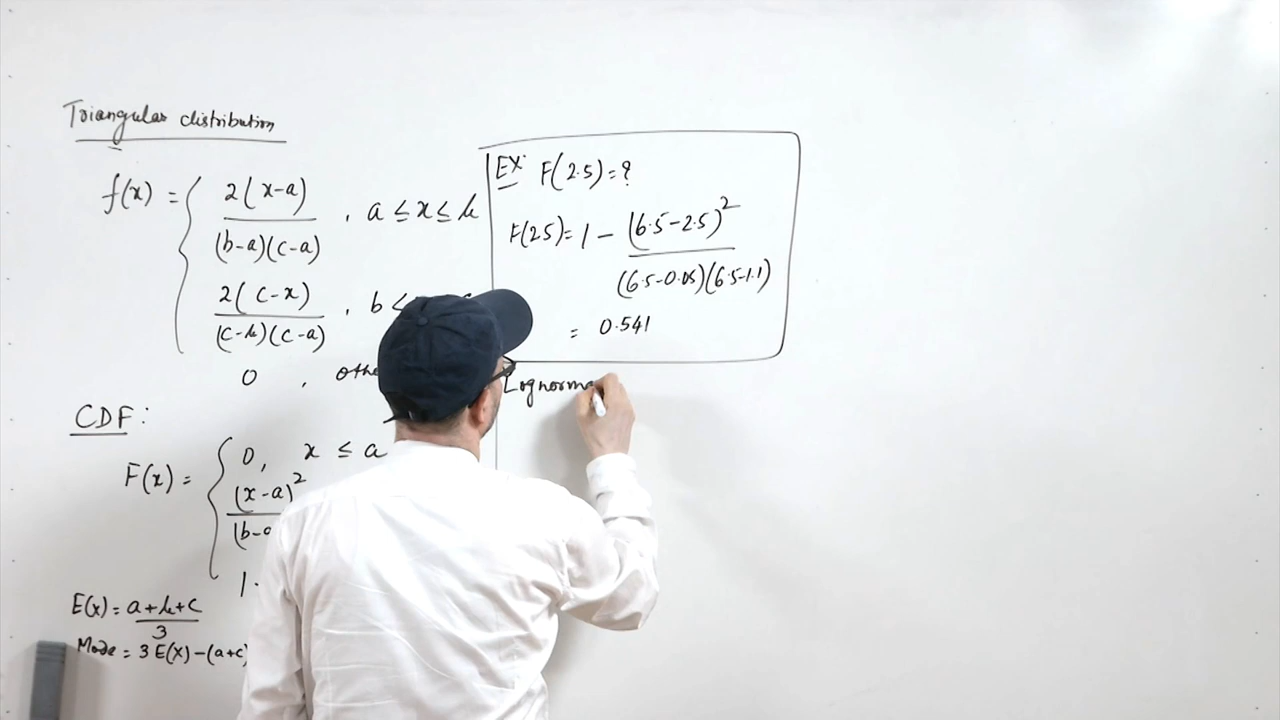 Triangular distribution
f(x) = { 2(x-a) / (b-a)(c-a) , a ≤ x ≤ b
2(c-x) / (c-b)(c-a) , b <
0 , othe
CDF:
F(x) = { 0, x ≤ a
(x-a)² / (b-a
1.
E(x) = a+b+c / 3
Mode = 3E(X)-(a+c)
EX: F(2.5)=?
F(2.5) = 1 - (6.5-2.5)² / (6.5-0.05)(6.5-1.1)
= 0.541
Lognorma